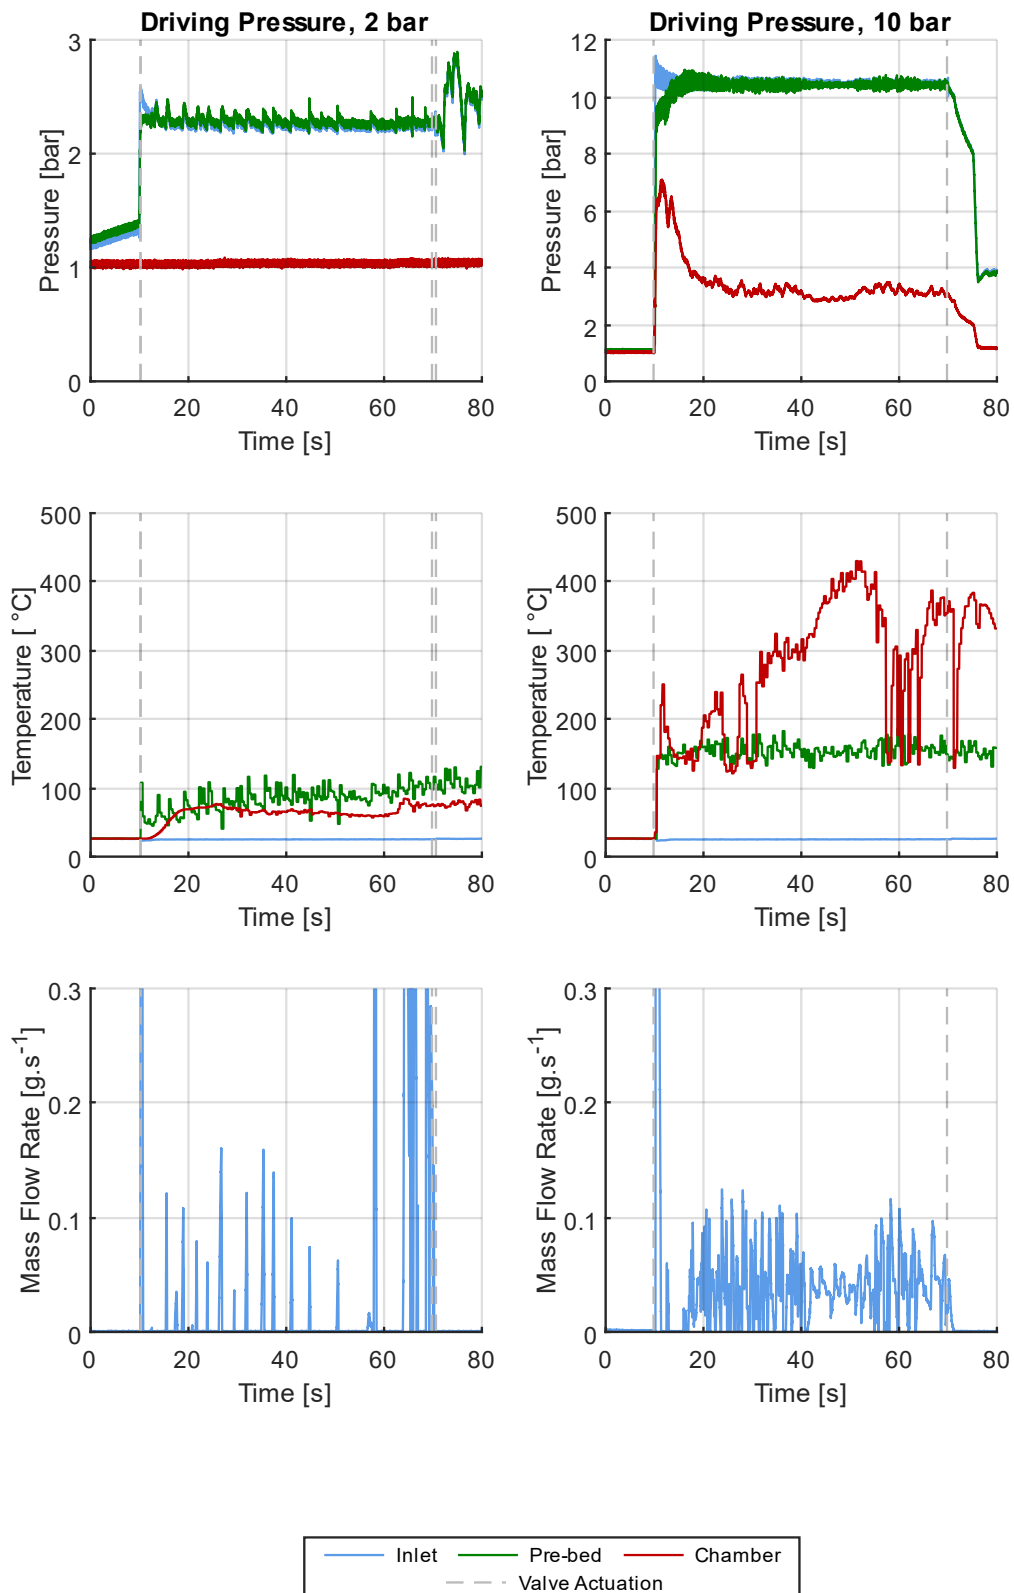 Driving Pressure, 2 bar
Driving Pressure, 10 bar
3
2
1
0
Pressure [bar]
0 20 40 60 80
Time [s]
12
10
8
6
4
2
0
Pressure [bar]
0 20 40 60 80
Time [s]
500
400
300
200
100
0
Temperature [ °C]
0 20 40 60 80
Time [s]
500
400
300
200
100
0
Temperature [ °C]
0 20 40 60 80
Time [s]
0.3
0.2
0.1
0
Mass Flow Rate [g.s⁻¹]
0 20 40 60 80
Time [s]
0.3
0.2
0.1
0
Mass Flow Rate [g.s⁻¹]
0 20 40 60 80
Time [s]
Inlet Pre-bed Chamber
Valve Actuation